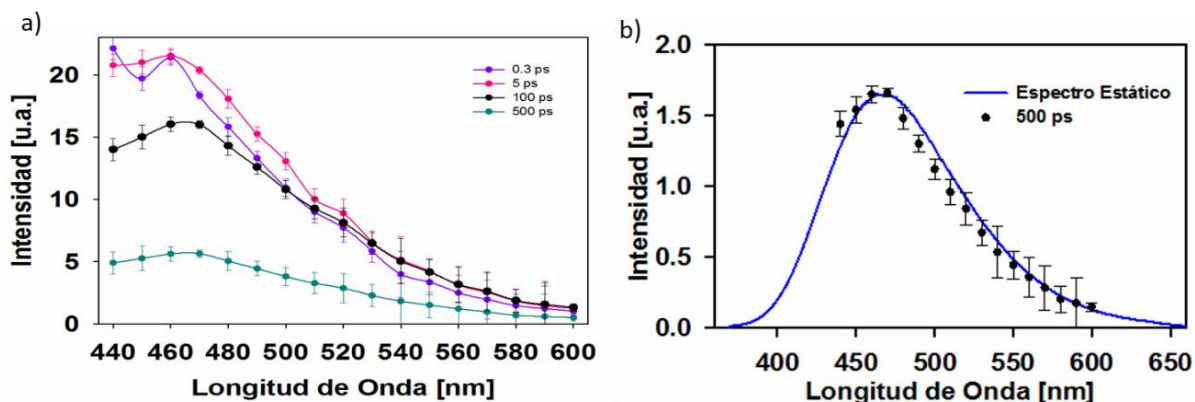 a)
Intensidad [u.a.]
20
15
10
5
0
0.3 ps
5 ps
100 ps
500 ps
440 460 480 500 520 540 560 580 600
Longitud de Onda [nm]
b)
Intensidad [u.a.]
2.0
1.5
1.0
0.5
0.0
Espectro Estático
500 ps
400 450 500 550 600 650
Longitud de Onda [nm]